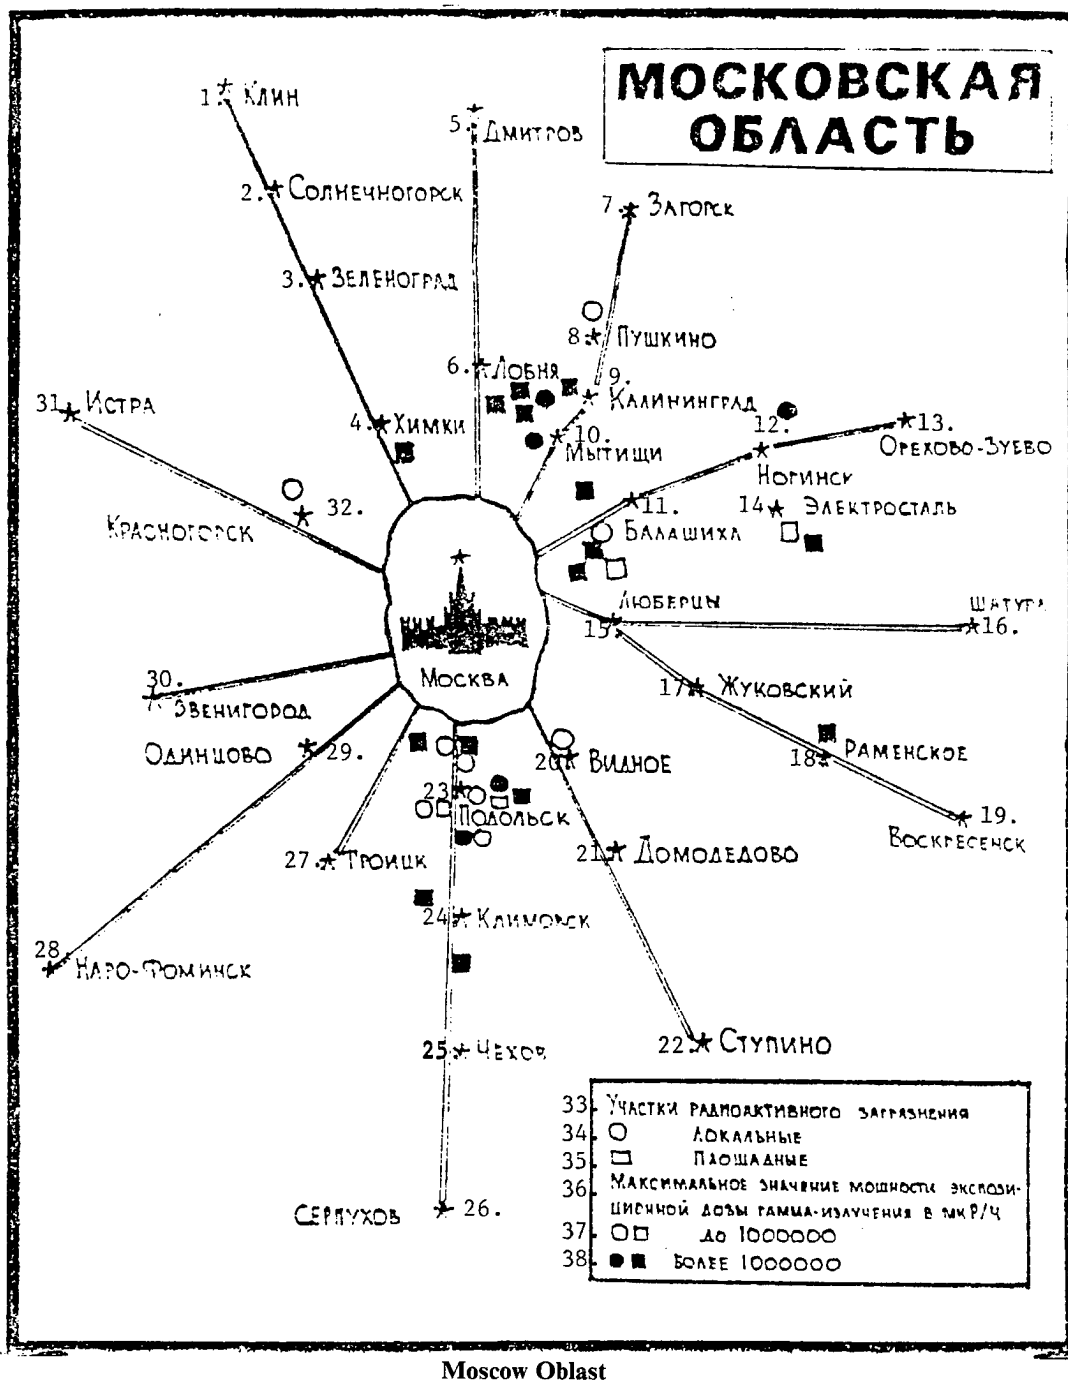 МОСКОВСКАЯ
ОБЛАСТЬ
1. Клин
5. Дмитров
2. Солнечногорск
7. Загорск
3. Зеленоград
8. Пушкино
6. Лобня
9.
Калининград
31. Истра
4. Химки
12.
13.
Орехово-Зуево
10.
Мытищи
Ногинск
32.
Красногорск
11.
Балашиха
14. Электросталь
Люберцы
15.
Шатура
16.
30.
Звенигород
Москва
17. Жуковский
Одинцово 29.
20. Видное
18. Раменское
23.
Подольск
19.
Воскресенск
27. Троицк
21. Домодедово
24. Климовск
28
Наро-Фоминск
25. Чехов
22. Ступино
Серпухов 26.
33. Участки радиоактивного загрязнения
34. Локальные
35. Площадные
36. Максимальное значение мощности экспози-
ционной дозы гамма-излучения в мкР/ч
37. до 1000000
38. Более 1000000
Moscow Oblast